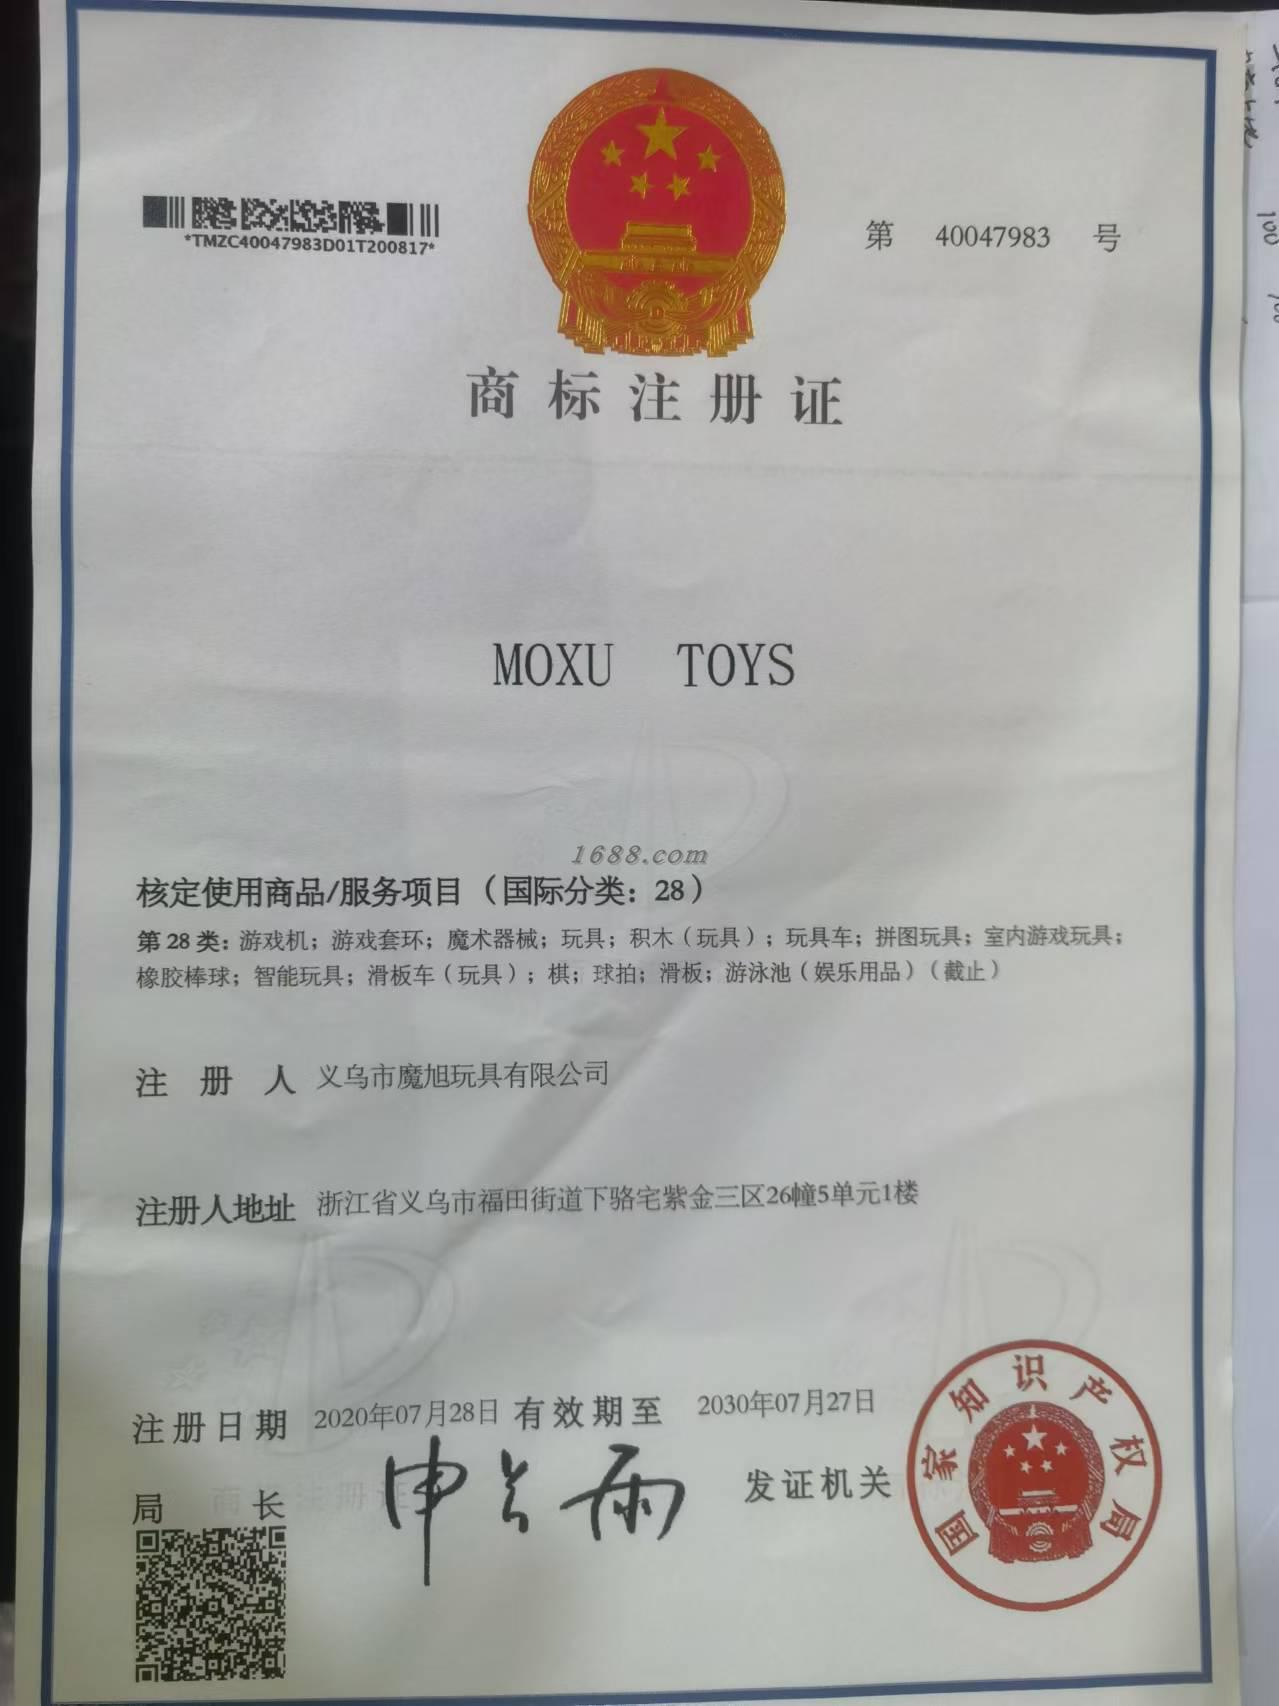 *TMZC40047983D01T200817*
第 40047983 号
商标注册证
MOXU TOYS
1688.com
核定使用商品/服务项目（国际分类：28）
第 28 类：游戏机；游戏套环；魔术器械；玩具；积木（玩具）；玩具车；拼图玩具；室内游戏玩具；
橡胶棒球；智能玩具；滑板车（玩具）；棋；球拍；滑板；游泳池（娱乐用品）（截止）
注册人 义乌市魔旭玩具有限公司
注册人地址 浙江省义乌市福田街道下骆宅紫金三区26幢5单元1楼
注册日期 2020年07月28日 有效期至 2030年07月27日
局长 申长雨 发证机关
国家知识产权局
100